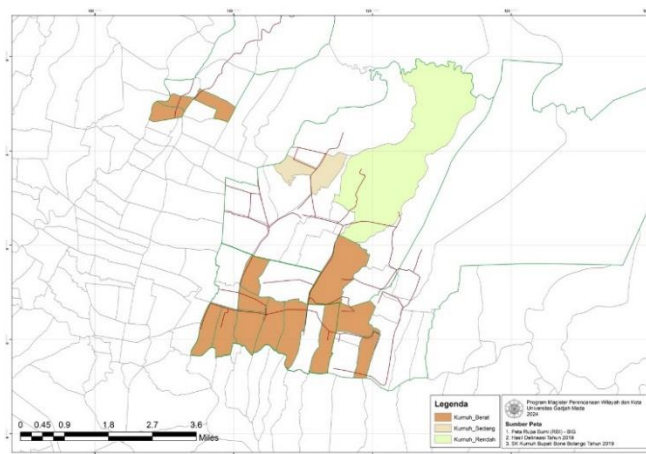 0 0.45 0.9 1.8 2.7 3.6
Miles
Legenda
Kumuh_Berat
Kumuh_Sedang
Kumuh_Rendah
Program Magister Perencanaan Wilayah dan Kota
Universitas Gadjah Mada
2024
Sumber Peta
1. Peta Rupa Bumi (RBI) - BIG
2. Hasil Delineasi Tahun 2019
3. SK Kumuh Bupati Bone Bolango Tahun 2019